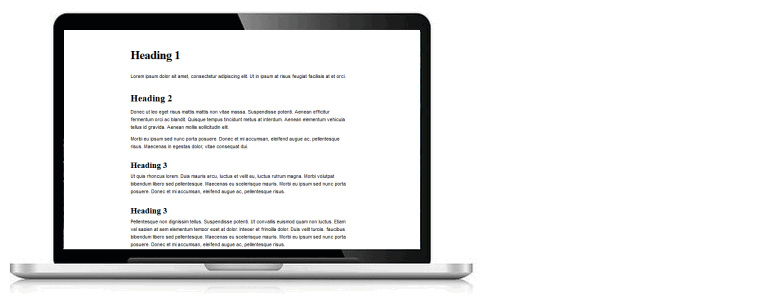 Heading 1
Lorem ipsum dolor sit amet, consectetur adipiscing elit. Ut in ipsum at risus feugiat facilisis at et orci.
Heading 2
Donec ut leo eget risus mattis mattis non vitae massa. Suspendisse potenti. Aenean efficitur
fermentum orci ac blandit. Quisque tempus tincidunt metus at interdum. Aenean elementum vehicula
tellus id gravida. Aenean mollis sollicitudin elit.
Morbi eu ipsum sed nunc porta posuere. Donec et mi accumsan, eleifend augue ac, pellentesque
risus. Maecenas in egestas dolor, vitae consequat dui.
Heading 3
Ut quis rhoncus lorem. Duis mauris arcu, luctus et velit eu, luctus rutrum magna. Morbi volutpat
bibendum libero sed pellentesque. Maecenas eu scelerisque mauris. Morbi eu ipsum sed nunc porta
posuere. Donec et mi accumsan, eleifend augue ac, pellentesque risus.
Heading 3
Pellentesque non dignissim tellus. Suspendisse potenti. Ut convallis euismod quam non luctus. Etiam
vel sapien at sem elementum tempor eget at dolor. Integer et fringilla dolor. Duis velit turpis, faucibus
bibendum libero sed pellentesque. Maecenas eu scelerisque mauris. Morbi eu ipsum sed nunc porta
posuere. Donec et mi accumsan, eleifend augue ac, pellentesque risus.